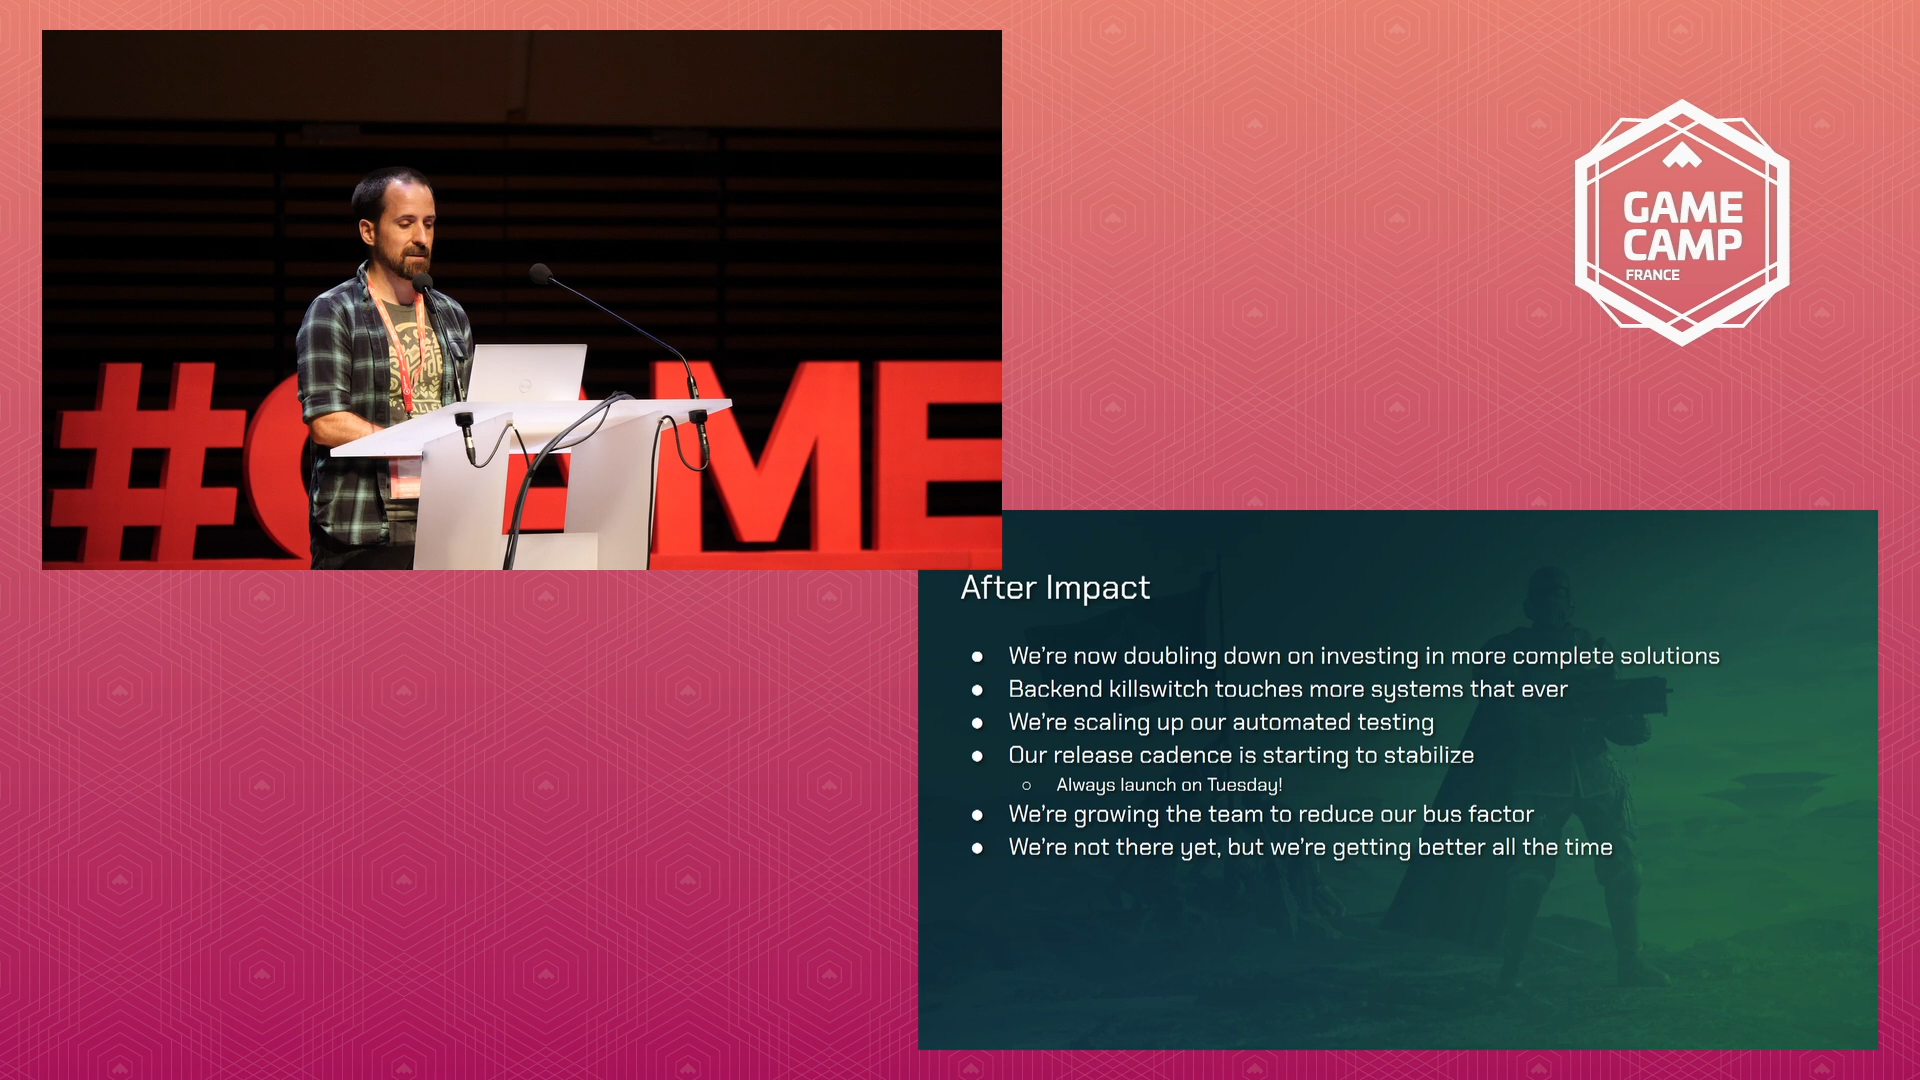 #GAME
GAME
CAMP
FRANCE
After Impact
● We're now doubling down on investing in more complete solutions
● Backend killswitch touches more systems that ever
● We're scaling up our automated testing
● Our release cadence is starting to stabilize
○ Always launch on Tuesday!
● We're growing the team to reduce our bus factor
● We're not there yet, but we're getting better all the time